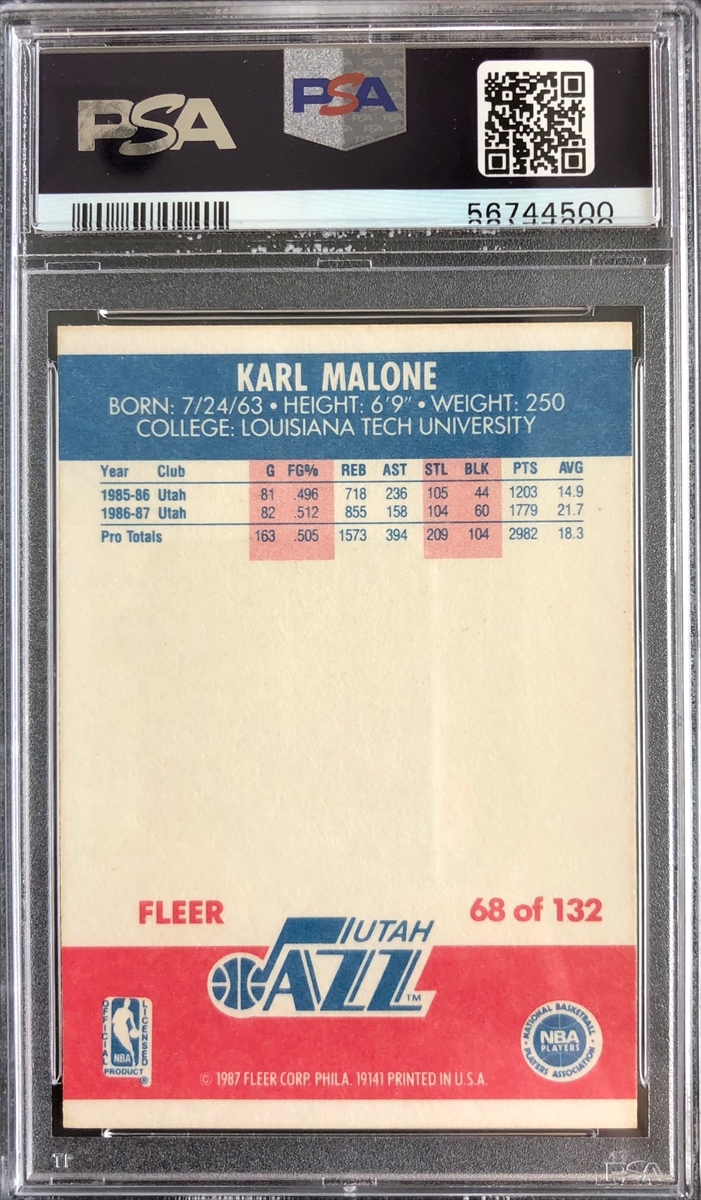 PSA
PSA
56744500
KARL MALONE
BORN: 7/24/63 • HEIGHT: 6'9" • WEIGHT: 250
COLLEGE: LOUISIANA TECH UNIVERSITY
Year Club G FG% REB AST STL BLK PTS AVG
1985-86 Utah 81 .496 718 236 105 44 1203 14.9
1986-87 Utah 82 .512 855 158 104 60 1779 21.7
Pro Totals 163 .505 1573 394 209 104 2982 18.3
FLEER 68 of 132
UTAH
JAZZ™
OFFICIAL LICENSED
NBA
PRODUCT ®
NATIONAL BASKETBALL
NBA
PLAYERS
PLAYERS ASSOCIATION
© 1987 FLEER CORP. PHILA. 19141 PRINTED IN U.S.A.
PSA